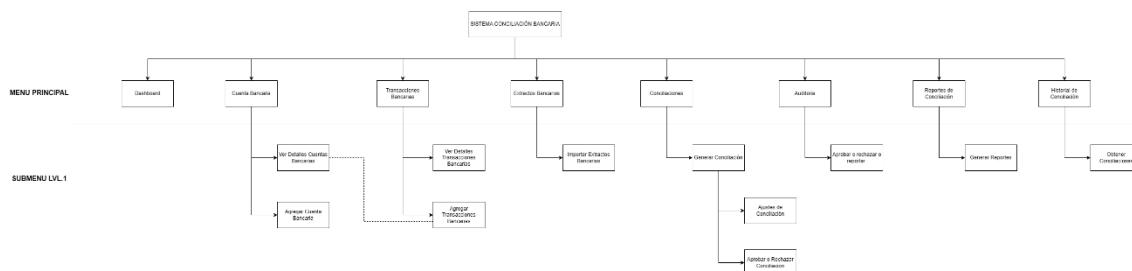 SISTEMA CONCILIACIÓN BANCARIA
MENU PRINCIPAL
Dashboard
Cuenta Bancaria
Transacciones
Bancarias
Extractos Bancarios
Conciliaciones
Auditoria
Reportes de
Conciliación
Historial de
Conciliación
SUBMENU LVL.1
Ver Detalles Cuentas
Bancarias
Ver Detalles
Transacciones
Bancarios
Importar Extractos
Bancarios
Generar Conciliación
Aprobar o rechazar o
reportar
Generar Reportes
Obtener
Conciliaciones
Agregar Cuenta
Bancaria
Agregar
Transacciones
Bancarias
Ajustes de
Conciliación
Aprobar o Rechazar
Conciliación